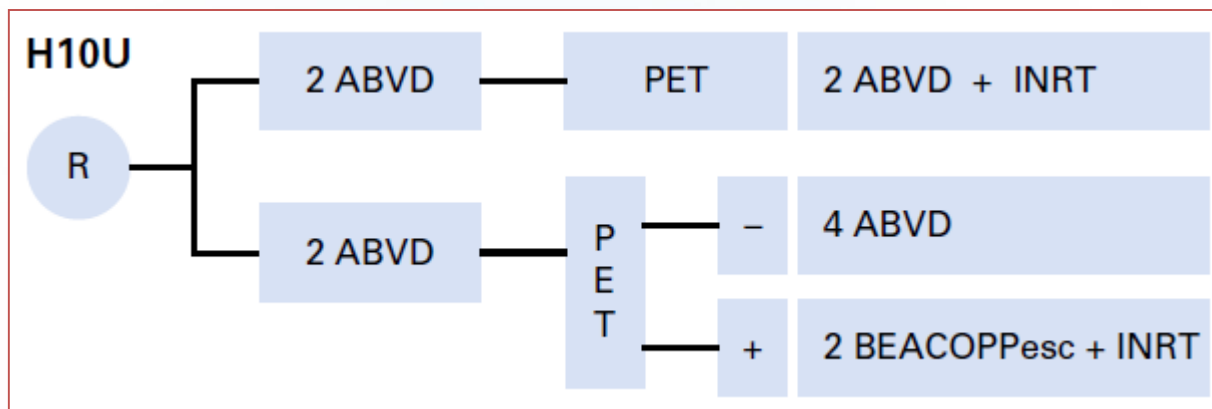 H10U
R
2 ABVD
PET
2 ABVD + INRT
2 ABVD
P
E
T
–
4 ABVD
+
2 BEACOPPesc + INRT